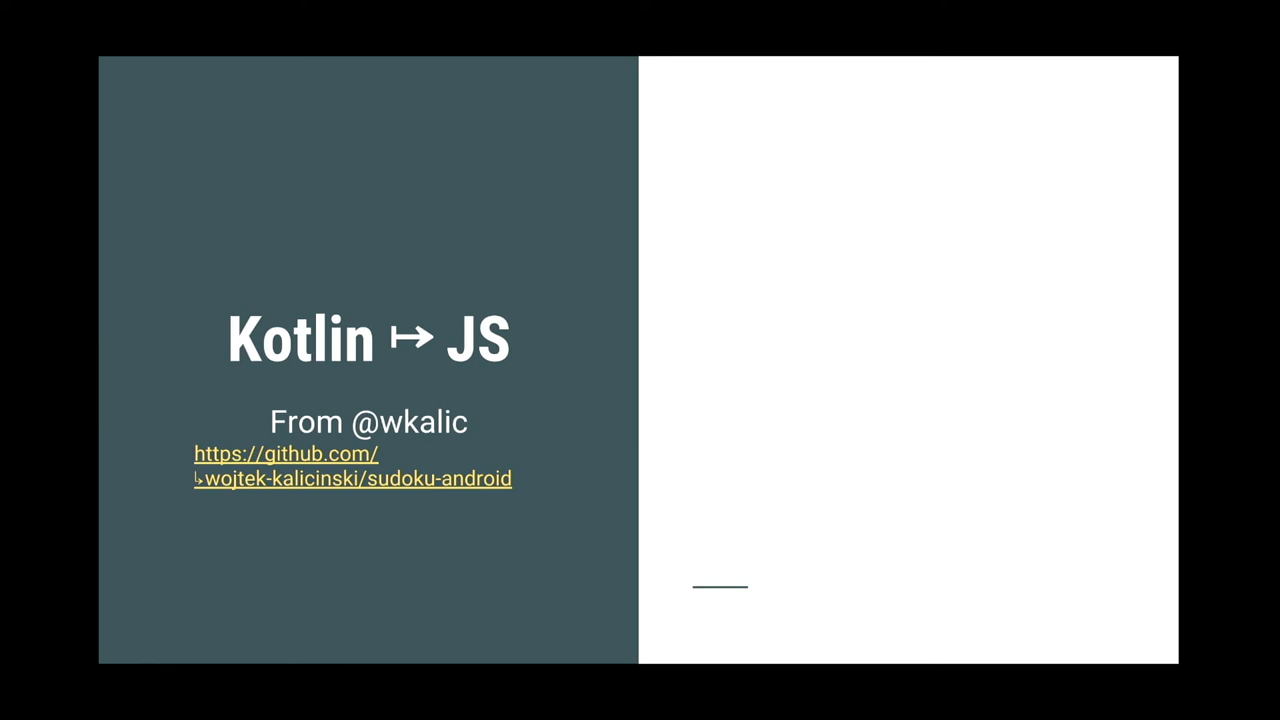 Kotlin ↦ JS
From @wkalic
https://github.com/
↳wojtek-kalicinski/sudoku-android